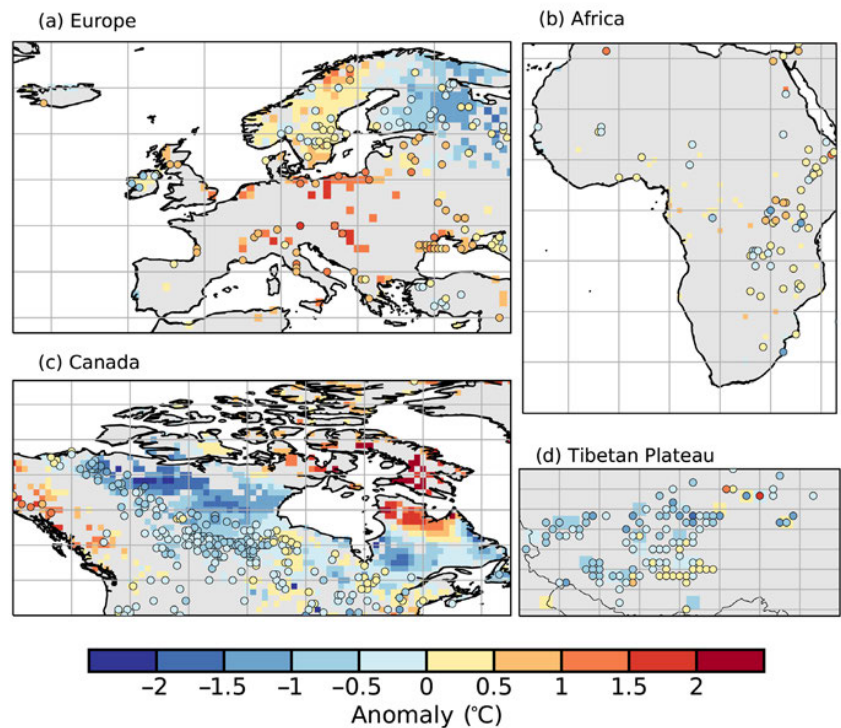 (a) Europe
(b) Africa
(c) Canada
(d) Tibetan Plateau
−2 −1.5 −1 −0.5 0 0.5 1 1.5 2
Anomaly (°C)